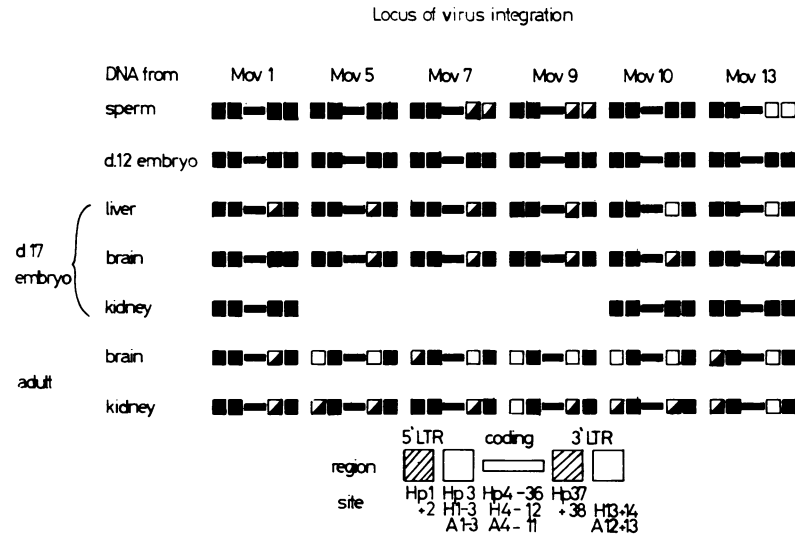 Locus of virus integration
DNA from Mov 1 Mov 5 Mov 7 Mov 9 Mov 10 Mov 13
sperm
d.12 embryo
liver
d 17
embryo
brain
kidney
brain
adult
kidney
5'LTR coding 3'LTR
region
site Hp1 Hp3 Hp4-36 Hp37
+2 H1-3 H4-12 +38 H13+14
A1-3 A4-11 A12+13